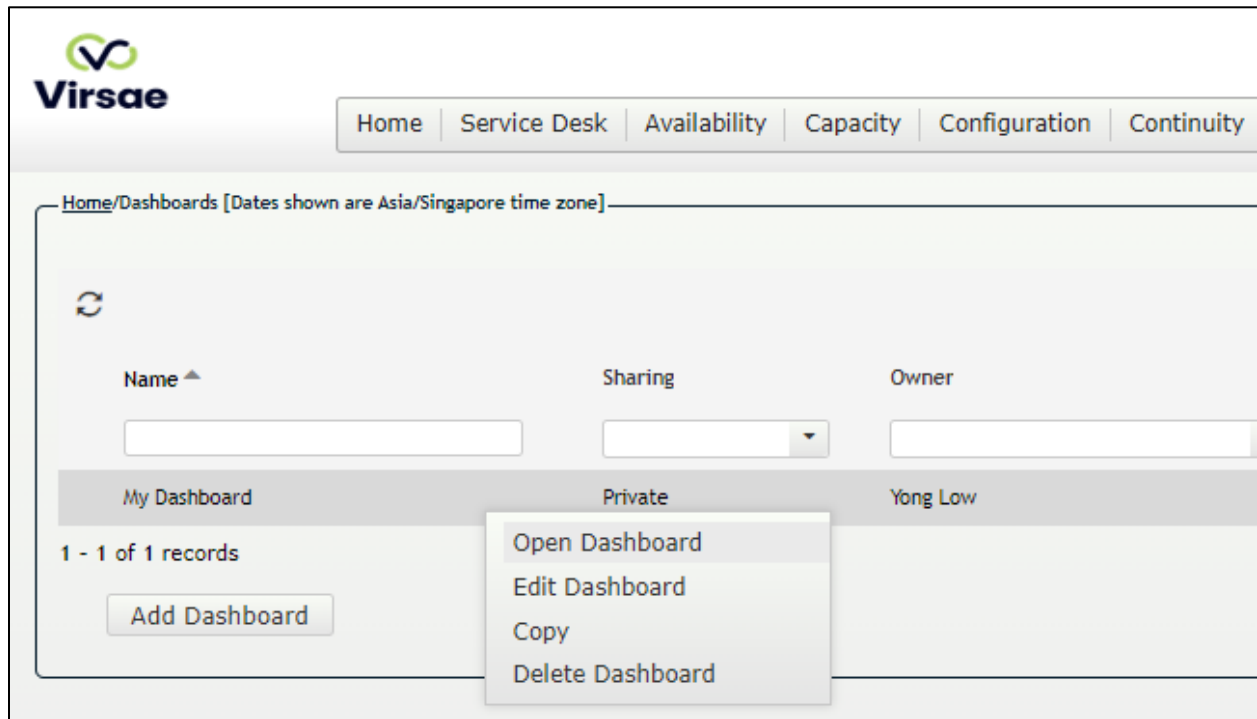 Virsae
Home Service Desk Availability Capacity Configuration Continuity
Home/Dashboards [Dates shown are Asia/Singapore time zone]
Name Sharing Owner
My Dashboard Private Yong Low
1 - 1 of 1 records
Open Dashboard
Edit Dashboard
Copy
Delete Dashboard
Add Dashboard